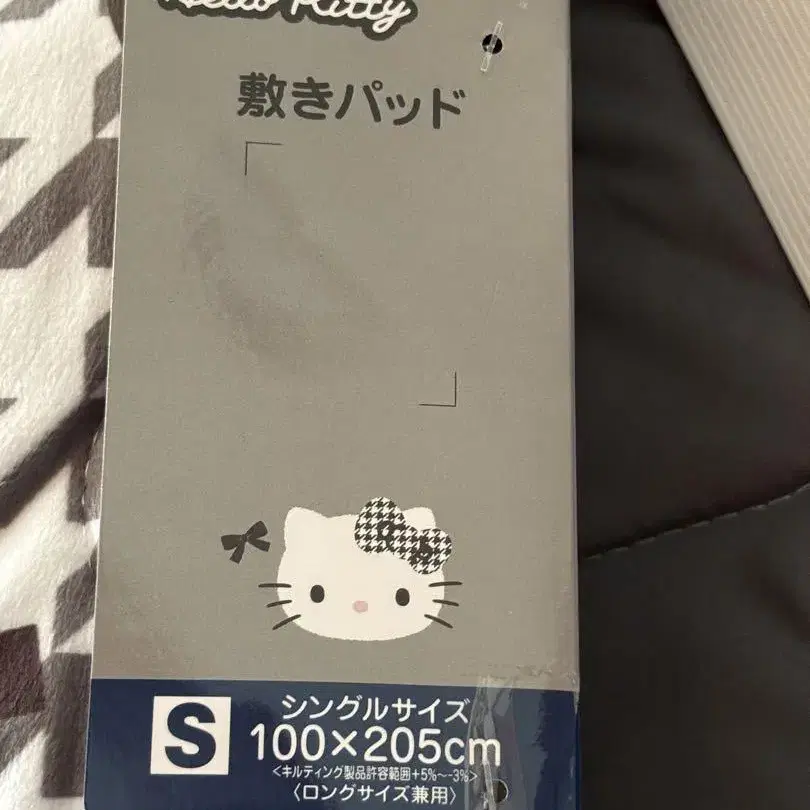 Hello Kitty
敷きパッド
S
シングルサイズ
100×205cm
<キルティング製品許容範囲+5%~-3%>
〈ロングサイズ兼用〉